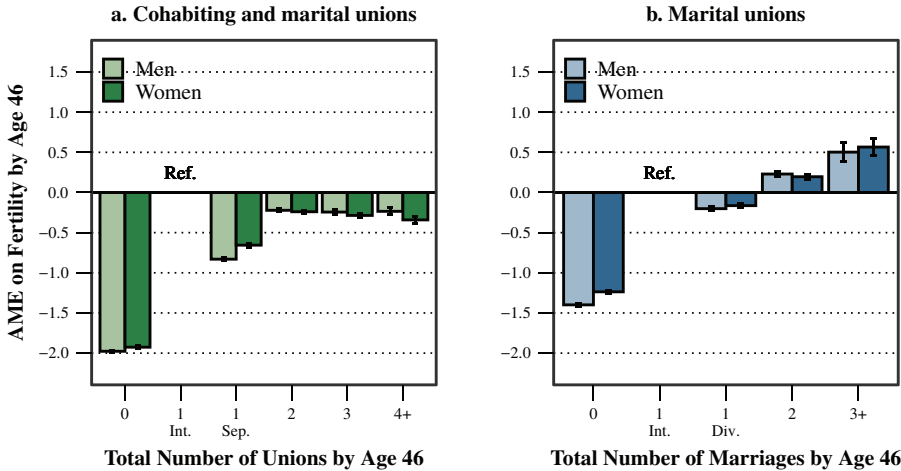 a. Cohabiting and marital unions
b. Marital unions
AME on Fertility by Age 46
1.5
1.0
0.5
0.0
−0.5
−1.0
−1.5
−2.0
Men
Women
Ref.
0
1
Int.
1
Sep.
2
3
4+
Total Number of Unions by Age 46
1.5
1.0
0.5
0.0
−0.5
−1.0
−1.5
−2.0
Men
Women
Ref.
0
1
Int.
1
Div.
2
3+
Total Number of Marriages by Age 46